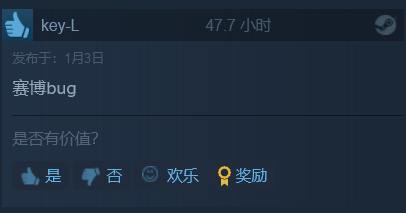 key-L 47.7 小时
发布于：1月3日
赛博bug
是否有价值？
是 否 欢乐 奖励